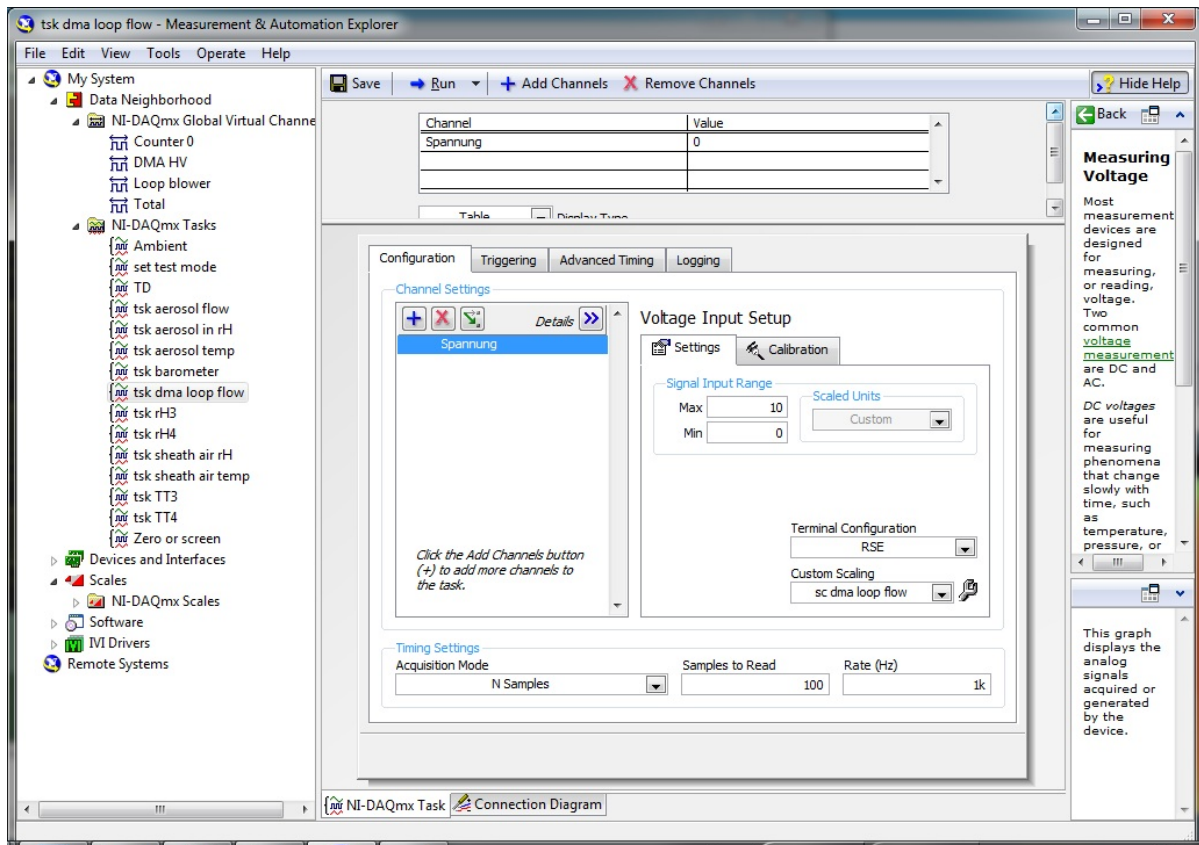 tsk dma loop flow - Measurement & Automation Explorer
File Edit View Tools Operate Help
My System
Data Neighborhood
NI-DAQmx Global Virtual Channe
Counter 0
DMA HV
Loop blower
Total
NI-DAQmx Tasks
Ambient
set test mode
TD
tsk aerosol flow
tsk aerosol in rH
tsk aerosol temp
tsk barometer
tsk dma loop flow
tsk rH3
tsk rH4
tsk sheath air rH
tsk sheath air temp
tsk TT3
tsk TT4
Zero or screen
Devices and Interfaces
Scales
NI-DAQmx Scales
Software
IVI Drivers
Remote Systems
Save Run Add Channels Remove Channels
Hide Help
Channel Value
Spannung 0
Table Display Type
Configuration Triggering Advanced Timing Logging
Channel Settings
Details
Spannung
Click the Add Channels button
(+) to add more channels to
the task.
Voltage Input Setup
Settings Calibration
Signal Input Range
Max 10
Min 0
Scaled Units
Custom
Terminal Configuration
RSE
Custom Scaling
sc dma loop flow
Timing Settings
Acquisition Mode Samples to Read Rate (Hz)
N Samples 100 1k
NI-DAQmx Task Connection Diagram
Back
Measuring
Voltage
Most
measurement
devices are
designed
for
measuring,
or reading,
voltage.
Two
common
voltage
measurement
are DC and
AC.
DC voltages
are useful
for
measuring
phenomena
that change
slowly with
time, such
as
temperature,
pressure, or
This graph
displays the
analog
signals
acquired or
generated
by the
device.